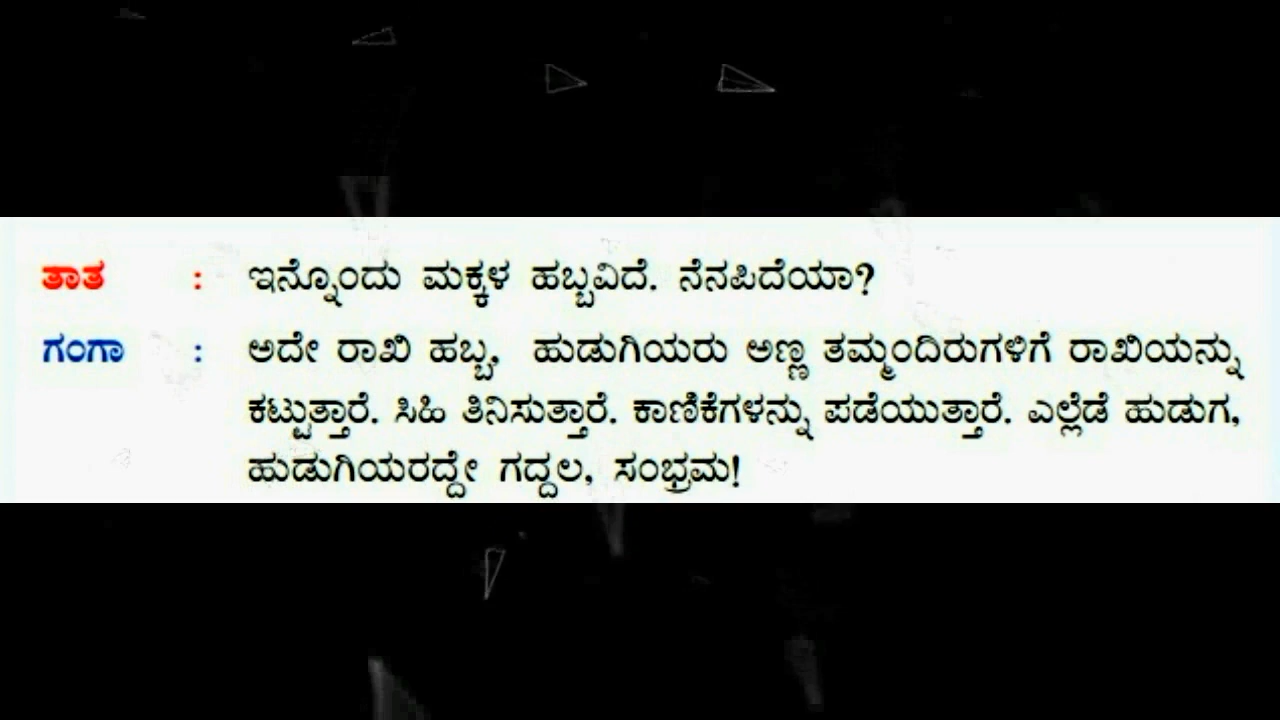 ತಾತ : ಇನ್ನೊಂದು ಮಕ್ಕಳ ಹಬ್ಬವಿದೆ. ನೆನಪಿದೆಯಾ?
ಗಂಗಾ : ಅದೇ ರಾಖಿ ಹಬ್ಬ, ಹುಡುಗಿಯರು ಅಣ್ಣ ತಮ್ಮಂದಿರುಗಳಿಗೆ ರಾಖಿಯನ್ನು
ಕಟ್ಟುತ್ತಾರೆ. ಸಿಹಿ ತಿನಿಸುತ್ತಾರೆ. ಕಾಣಿಕೆಗಳನ್ನು ಪಡೆಯುತ್ತಾರೆ. ಎಲ್ಲೆಡೆ ಹುಡುಗ,
ಹುಡುಗಿಯರದ್ದೇ ಗದ್ದಲ, ಸಂಭ್ರಮ!